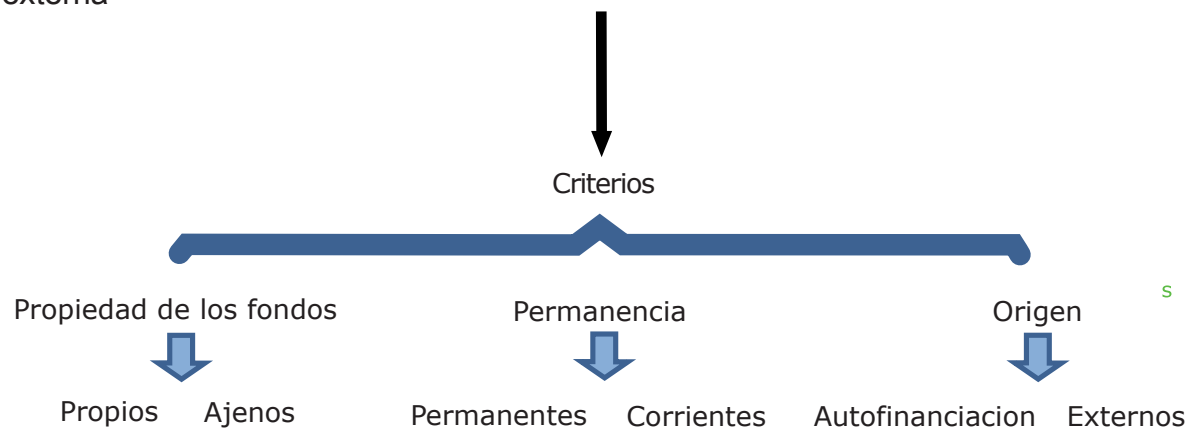 externa
Criterios
Propiedad de los fondos Permanencia Origen s
Propios Ajenos Permanentes Corrientes Autofinanciacion Externos